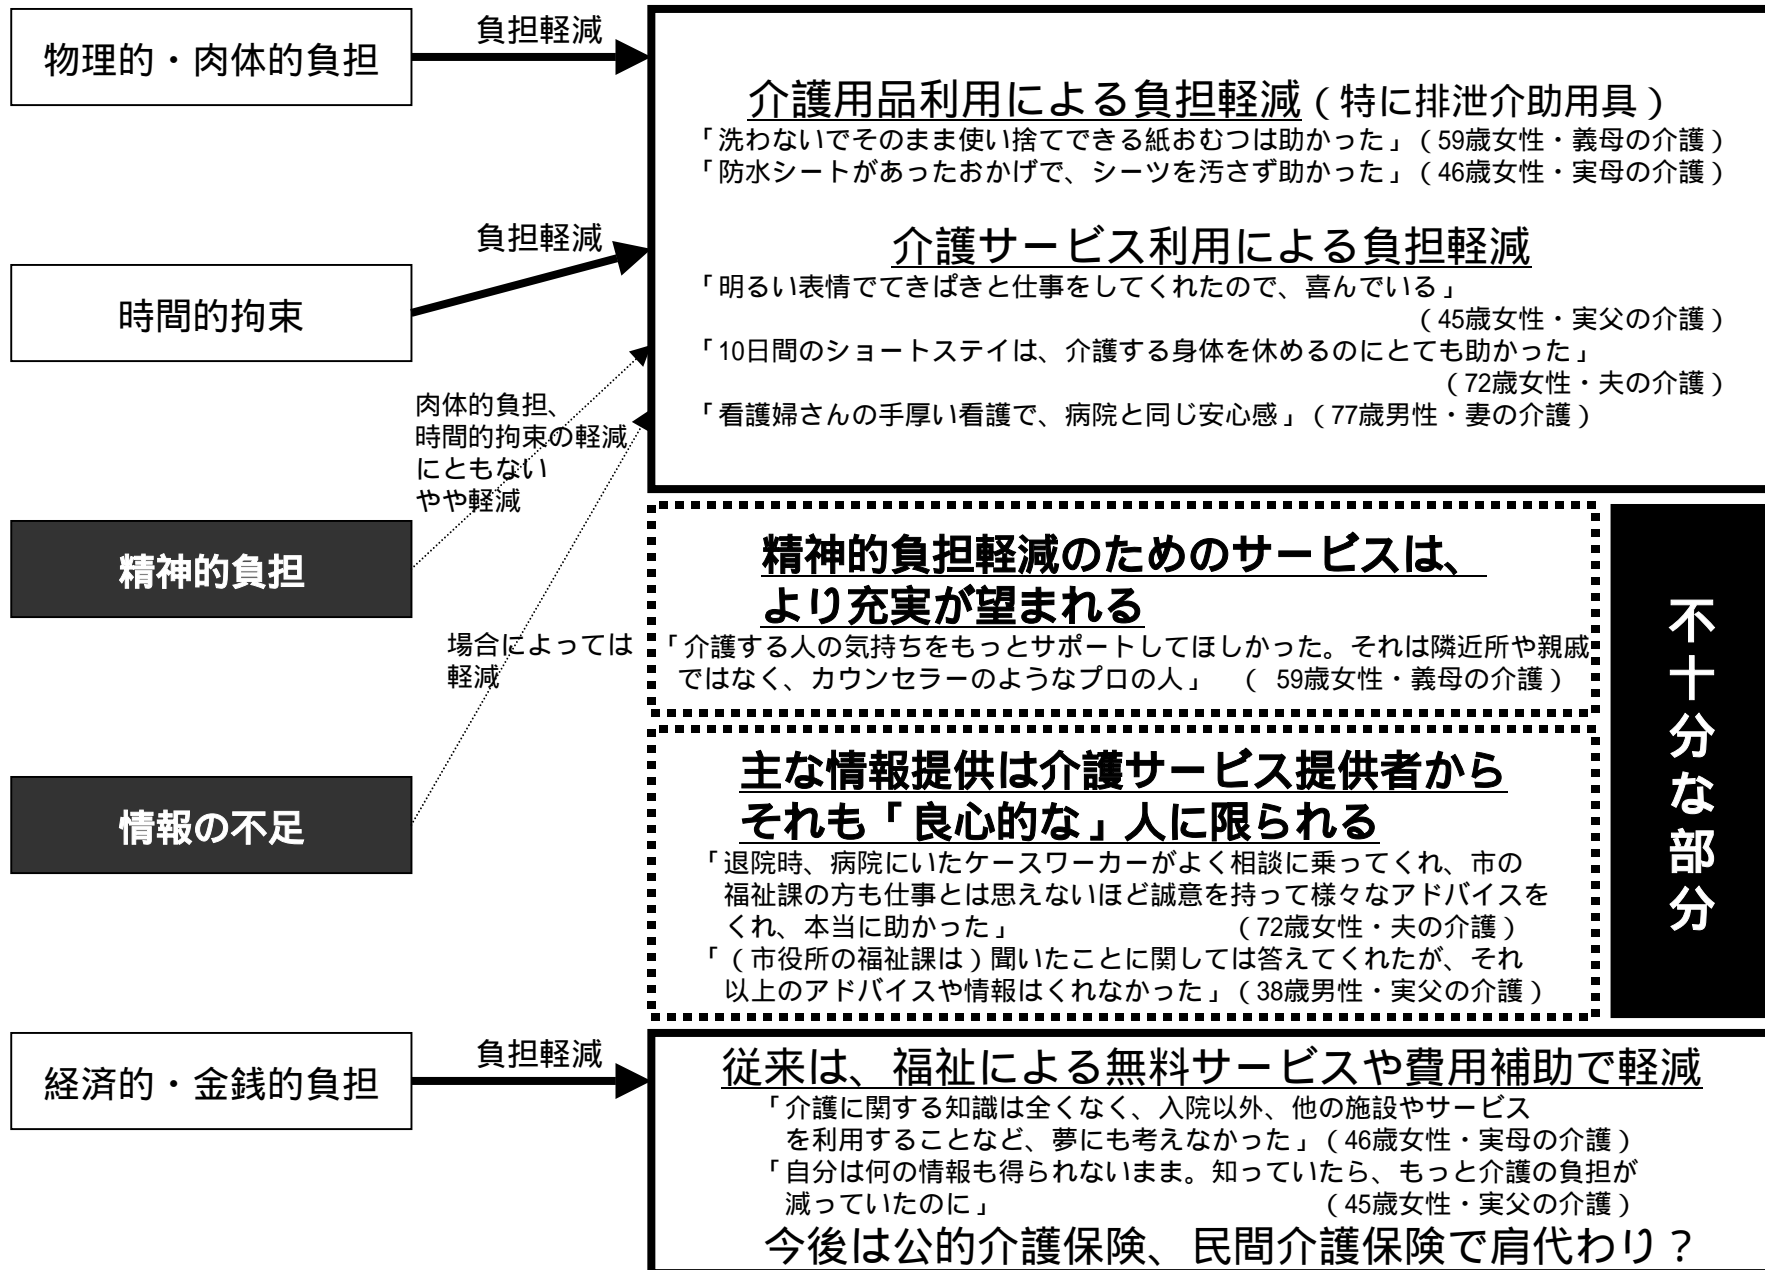 物理的・肉体的負担
負担軽減
介護用品利用による負担軽減（特に排泄介助用具）
「洗わないでそのまま使い捨てできる紙おむつは助かった」（59歳女性・義母の介護）
「防水シートがあったおかげで、シーツを汚さず助かった」（46歳女性・実母の介護）
時間的拘束
負担軽減
介護サービス利用による負担軽減
「明るい表情でてきぱきと仕事をしてくれたので、喜んでいる」
（45歳女性・実父の介護）
「10日間のショートステイは、介護する身体を休めるのにとても助かった」
（72歳女性・夫の介護）
「看護婦さんの手厚い看護で、病院と同じ安心感」（77歳男性・妻の介護）
肉体的負担、
時間的拘束の軽減
にともない
やや軽減
精神的負担
精神的負担軽減のためのサービスは、
より充実が望まれる
「介護する人の気持ちをもっとサポートしてほしかった。それは隣近所や親戚
ではなく、カウンセラーのようなプロの人」 （ 59歳女性・義母の介護）
場合によっては
軽減
情報の不足
主な情報提供は介護サービス提供者から
それも「良心的な」人に限られる
「退院時、病院にいたケースワーカーがよく相談に乗ってくれ、市の
福祉課の方も仕事とは思えないほど誠意を持って様々なアドバイスを
くれ、本当に助かった」 （72歳女性・夫の介護）
「（市役所の福祉課は）聞いたことに関しては答えてくれたが、それ
以上のアドバイスや情報はくれなかった」（38歳男性・実父の介護）
不十分な部分
経済的・金銭的負担
負担軽減
従来は、福祉による無料サービスや費用補助で軽減
「介護に関する知識は全くなく、入院以外、他の施設やサービス
を利用することなど、夢にも考えなかった」（46歳女性・実母の介護）
「自分は何の情報も得られないまま。知っていたら、もっと介護の負担が
減っていたのに」 （45歳女性・実父の介護）
今後は公的介護保険、民間介護保険で肩代わり？